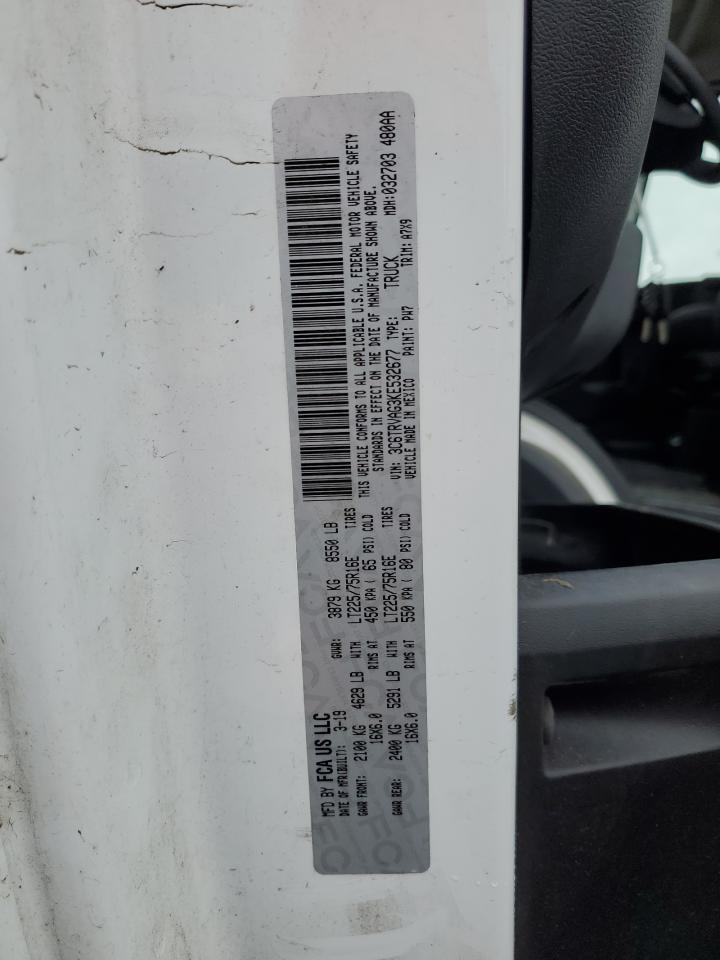 MFD BY FCA US LLC
DATE OF MFR(BUILT): 3-19 GVWR: 3879 KG 8550 LB
GAWR FRONT: 2100 KG 4629 LB WITH LT225/75R16E TIRES
16X6.0 RIMS AT 450 KPA ( 65 PSI) COLD
GAWR REAR: 2400 KG 5291 LB WITH LT225/75R16E TIRES
16X6.0 RIMS AT 550 KPA ( 80 PSI) COLD
THIS VEHICLE CONFORMS TO ALL APPLICABLE U.S.A. FEDERAL MOTOR VEHICLE SAFETY
STANDARDS IN EFFECT ON THE DATE OF MANUFACTURE SHOWN ABOVE.
VIN: 3C6TRVAG3KE532677 TYPE: TRUCK MDH:032703 480AA
VEHICLE MADE IN MEXICO PAINT: PW7 TRIM: A7X9